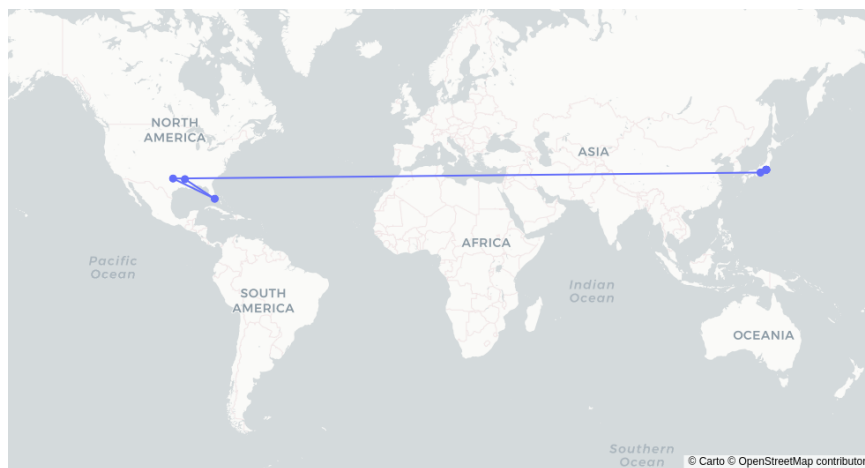 NORTH
AMERICA
ASIA
AFRICA
Pacific
Ocean
Indian
Ocean
SOUTH
AMERICA
OCEANIA
Southern
Ocean
© Carto © OpenStreetMap contributor